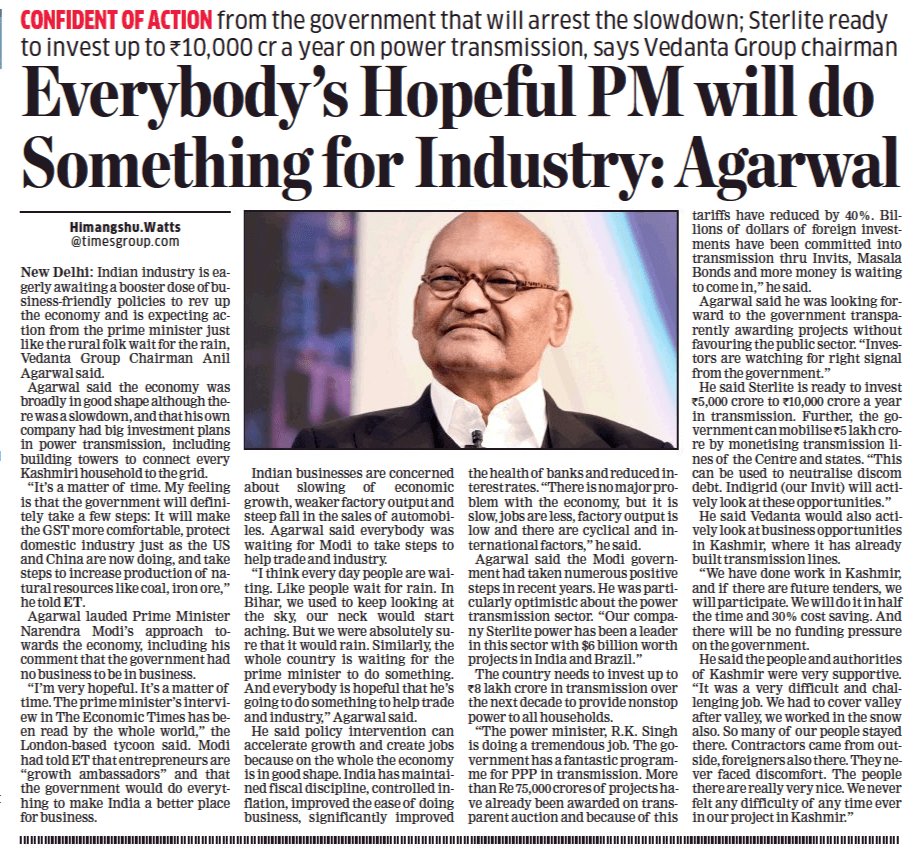 CONFIDENT OF ACTION from the government that will arrest the slowdown; Sterlite ready
to invest up to ₹10,000 cr a year on power transmission, says Vedanta Group chairman
Everybody's Hopeful PM will do
Something for Industry: Agarwal
Himangshu.Watts
@timesgroup.com
New Delhi: Indian industry is ea-
gerly awaiting a booster dose of bu-
siness-friendly policies to rev up
the economy and is expecting ac-
tion from the prime minister just
like the rural folk wait for the rain,
Vedanta Group Chairman Anil
Agarwal said.
Agarwal said the economy was
broadly in good shape although the-
re was a slowdown, and that his own
company had big investment plans
in power transmission, including
building towers to connect every
Kashmiri household to the grid.
"It's a matter of time. My feeling
is that the government will defini-
tely take a few steps: It will make
the GST more comfortable, protect
domestic industry just as the US
and China are now doing, and take
steps to increase production of na-
tural resources like coal, iron ore,"
he told ET.
Agarwal lauded Prime Minister
Narendra Modi's approach to-
wards the economy, including his
comment that the government had
no business to be in business.
"I'm very hopeful. It's a matter of
time. The prime minister's intervi-
ew in The Economic Times has be-
en read by the whole world," the
London-based tycoon said. Modi
had told ET that entrepreneurs are
"growth ambassadors" and that
the government would do everyt-
hing to make India a better place
for business.
Indian businesses are concerned
about slowing of economic
growth, weaker factory output and
steep fall in the sales of automobi-
les. Agarwal said everybody was
waiting for Modi to take steps to
help trade and industry.
"I think every day people are wai-
ting. Like people wait for rain. In
Bihar, we used to keep looking at
the sky, our neck would start
aching. But we were absolutely su-
re that it would rain. Similarly, the
whole country is waiting for the
prime minister to do something.
And everybody is hopeful that he's
going to do something to help trade
and industry," Agarwal said.
He said policy intervention can
accelerate growth and create jobs
because on the whole the economy
is in good shape. India has maintai-
ned fiscal discipline, controlled in-
flation, improved the ease of doing
business, significantly improved
the health of banks and reduced in-
terest rates. "There is no major pro-
blem with the economy, but it is
slow, jobs are less, factory output is
low and there are cyclical and in-
ternational factors," he said.
Agarwal said the Modi govern-
ment had taken numerous positive
steps in recent years. He was parti-
cularly optimistic about the power
transmission sector. "Our compa-
ny Sterlite power has been a leader
in this sector with $6 billion worth
projects in India and Brazil."
The country needs to invest up to
₹8 lakh crore in transmission over
the next decade to provide nonstop
power to all households.
"The power minister, R.K. Singh
is doing a tremendous job. The go-
vernment has a fantastic program-
me for PPP in transmission. More
than Re 75,000 crores of projects ha-
ve already been awarded on trans-
parent auction and because of this
tariffs have reduced by 40%. Bil-
lions of dollars of foreign invest-
ments have been committed into
transmission thru Invits, Masala
Bonds and more money is waiting
to come in," he said.
Agarwal said he was looking for-
ward to the government transpa-
rently awarding projects without
favouring the public sector. "Inves-
tors are watching for right signal
from the government."
He said Sterlite is ready to invest
₹5,000 crore to ₹10,000 crore a year
in transmission. Further, the go-
vernment can mobilise ₹5 lakh cro-
re by monetising transmission li-
nes of the Centre and states. "This
can be used to neutralise discom
debt. Indigrid (our Invit) will acti-
vely look at these opportunities."
He said Vedanta would also acti-
vely look at business opportunities
in Kashmir, where it has already
built transmission lines.
"We have done work in Kashmir,
and if there are future tenders, we
will participate. We will do it in half
the time and 30% cost saving. And
there will be no funding pressure
on the government.
He said the people and authorities
of Kashmir were very supportive.
"It was a very difficult and chal-
lenging job. We had to cover valley
after valley, we worked in the snow
also. So many of our people stayed
there. Contractors came from out-
side, foreigners also there. They ne-
ver faced discomfort. The people
there are really very nice. We never
felt any difficulty of any time ever
in our project in Kashmir."